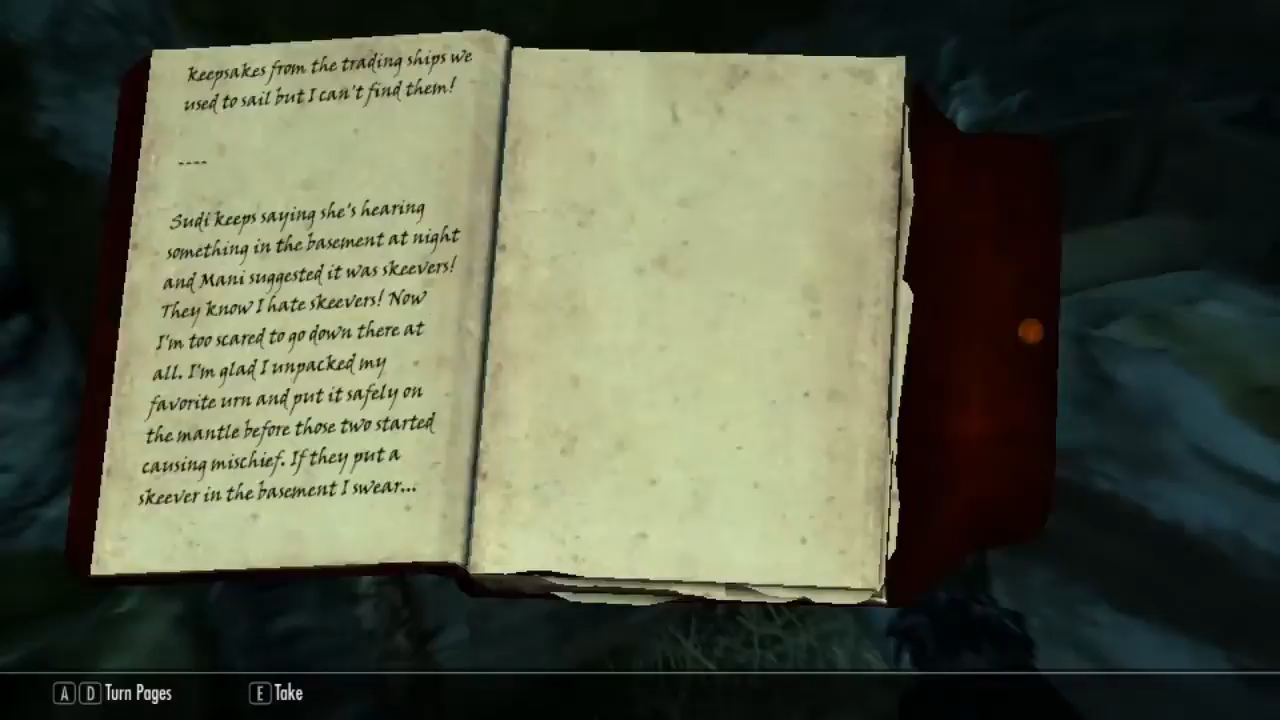 keepsakes from the trading ships we
used to sail but I can't find them!
----
Sudi keeps saying she's hearing
something in the basement at night
and Mani suggested it was skeevers!
They know I hate skeevers! Now
I'm too scared to go down there at
all. I'm glad I unpacked my
favorite urn and put it safely on
the mantle before those two started
causing mischief. If they put a
skeever in the basement I swear...
A D Turn Pages
E Take